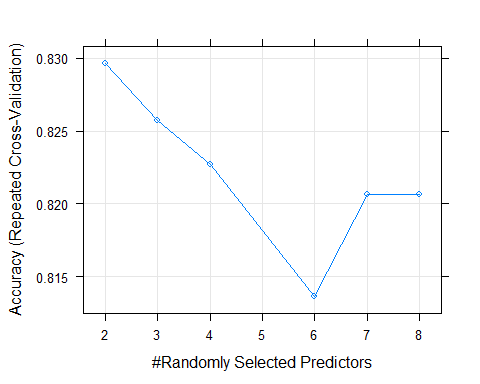 Accuracy (Repeated Cross-Validation)
0.830
0.825
0.820
0.815
2 3 4 5 6 7 8
#Randomly Selected Predictors